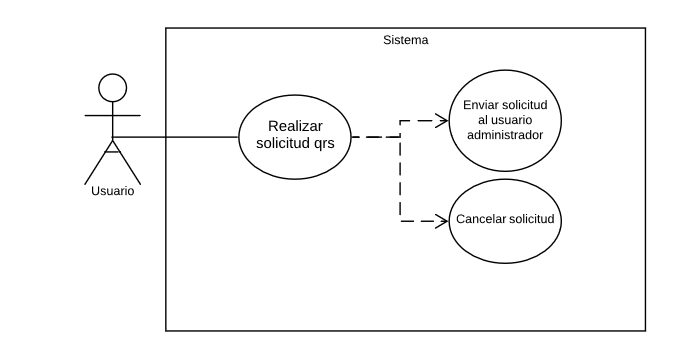 Sistema
Realizar
solicitud qrs
Enviar solicitud
al usuario
administrador
Usuario
Cancelar solicitud